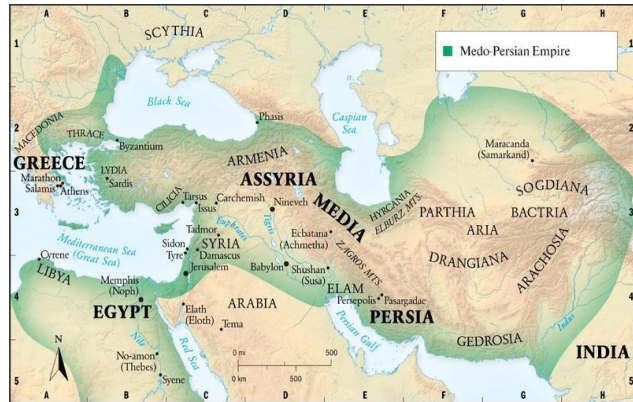 A B C D E F G H
1
2
3
4
5
1
2
3
4
5
Medo-Persian Empire
SCYTHIA
Black Sea
Caspian
Sea
Phasis
MACEDONIA
THRACE
Byzantium
GREECE
Marathon
Salamis
Athens
LYDIA
Sardis
ARMENIA
ASSYRIA
CILICIA
Tarsus
Issus
Carchemish
Nineveh
MEDIA
HYRCANIA
ELBURZ MTS.
Maracanda
(Samarkand)
SOGDIANA
PARTHIA
BACTRIA
ARIA
DRANGIANA
ARACHOSIA
Mediterranean Sea
(Great Sea)
Tadmor
Euphrates
Tigris
Ecbatana
(Achmetha)
ZAGROS MTS.
Sidon
Tyre
SYRIA
Damascus
Jerusalem
Babylon
Shushan
(Susa)
ELAM
Persepolis
Pasargadae
PERSIA
Cyrene
LIBYA
Memphis
(Noph)
EGYPT
Elath
(Eloth)
ARABIA
Tema
Persian Gulf
GEDROSIA
Indus
INDIA
Nile
Red Sea
No-amon
(Thebes)
Syene
N
0 mi 500
0 km 500
A B C D E F G H